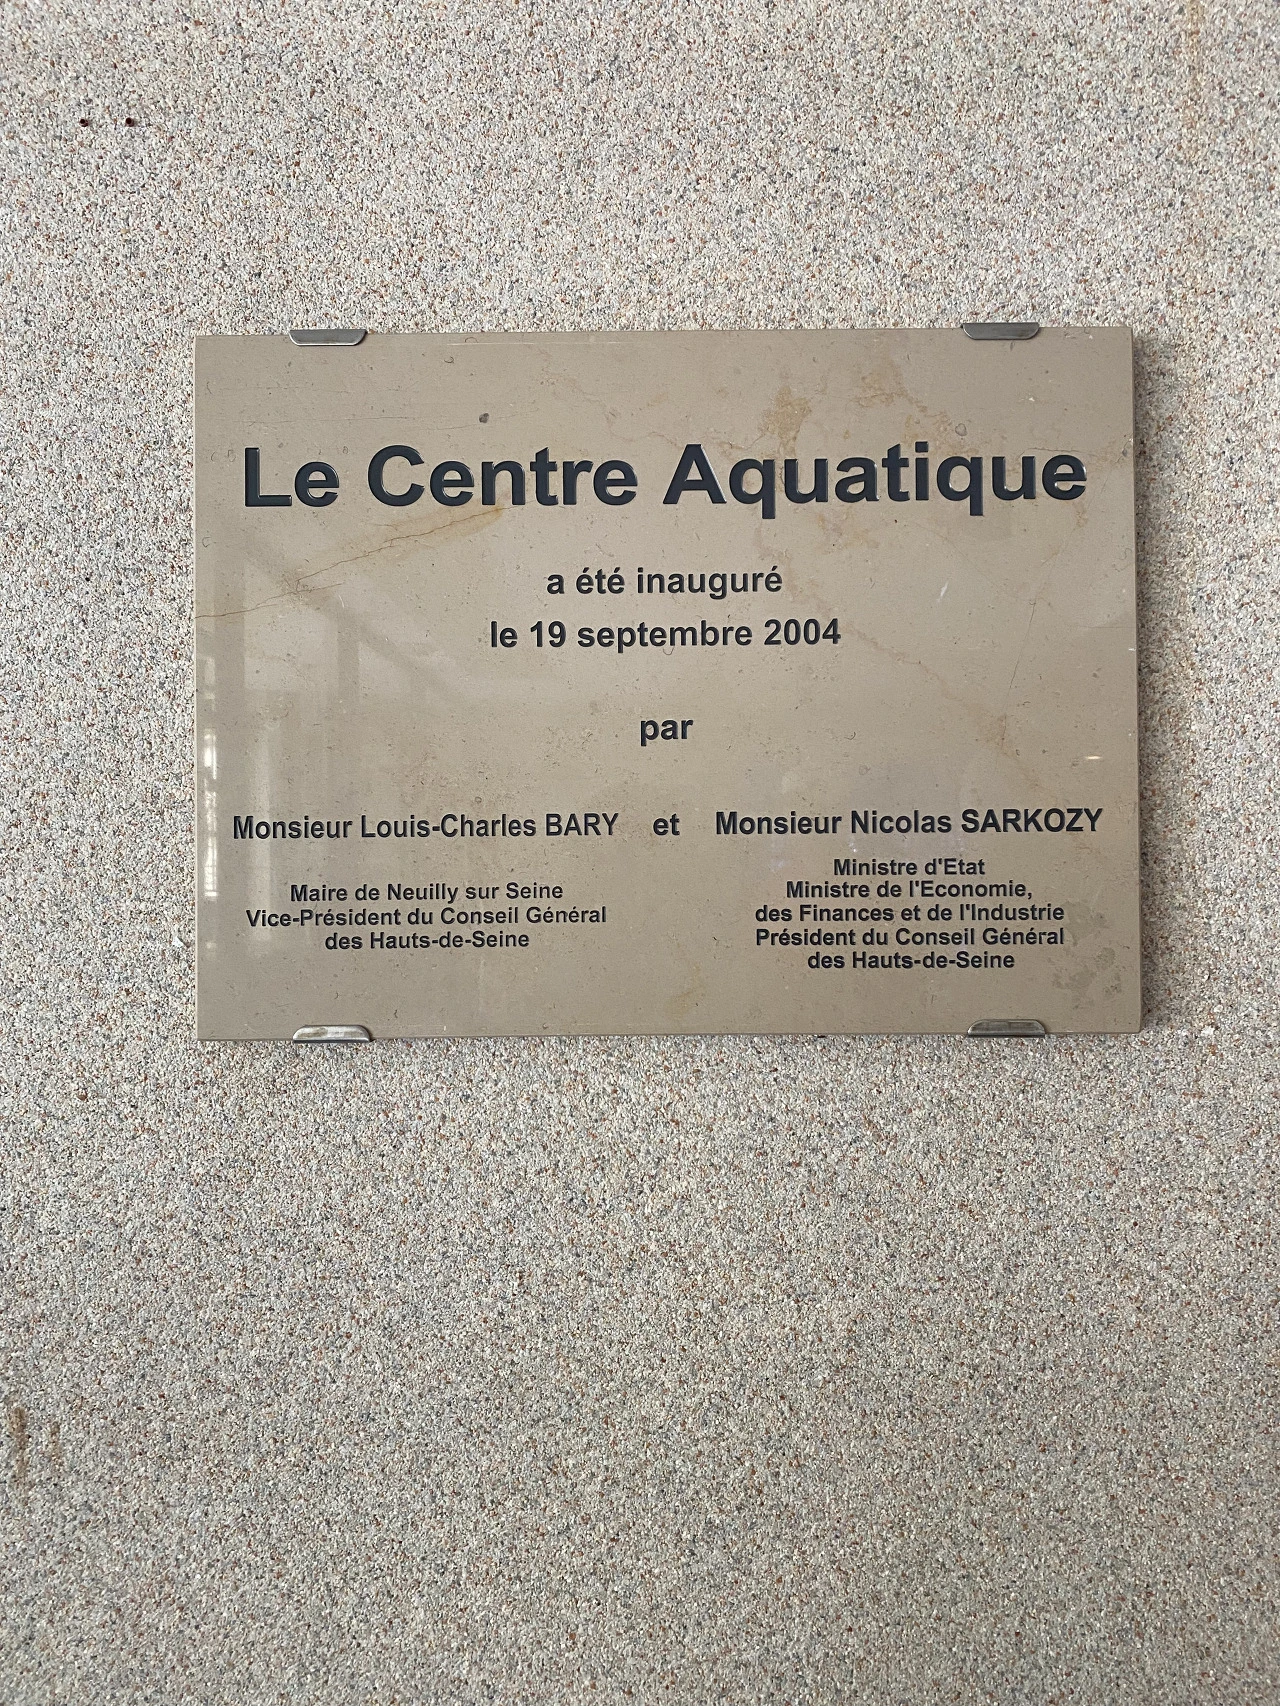 Le Centre Aquatique
a été inauguré
le 19 septembre 2004
par
Monsieur Louis-Charles BARY et Monsieur Nicolas SARKOZY
Maire de Neuilly sur Seine
Vice-Président du Conseil Général
des Hauts-de-Seine
Ministre d'Etat
Ministre de l'Economie,
des Finances et de l'Industrie
Président du Conseil Général
des Hauts-de-Seine